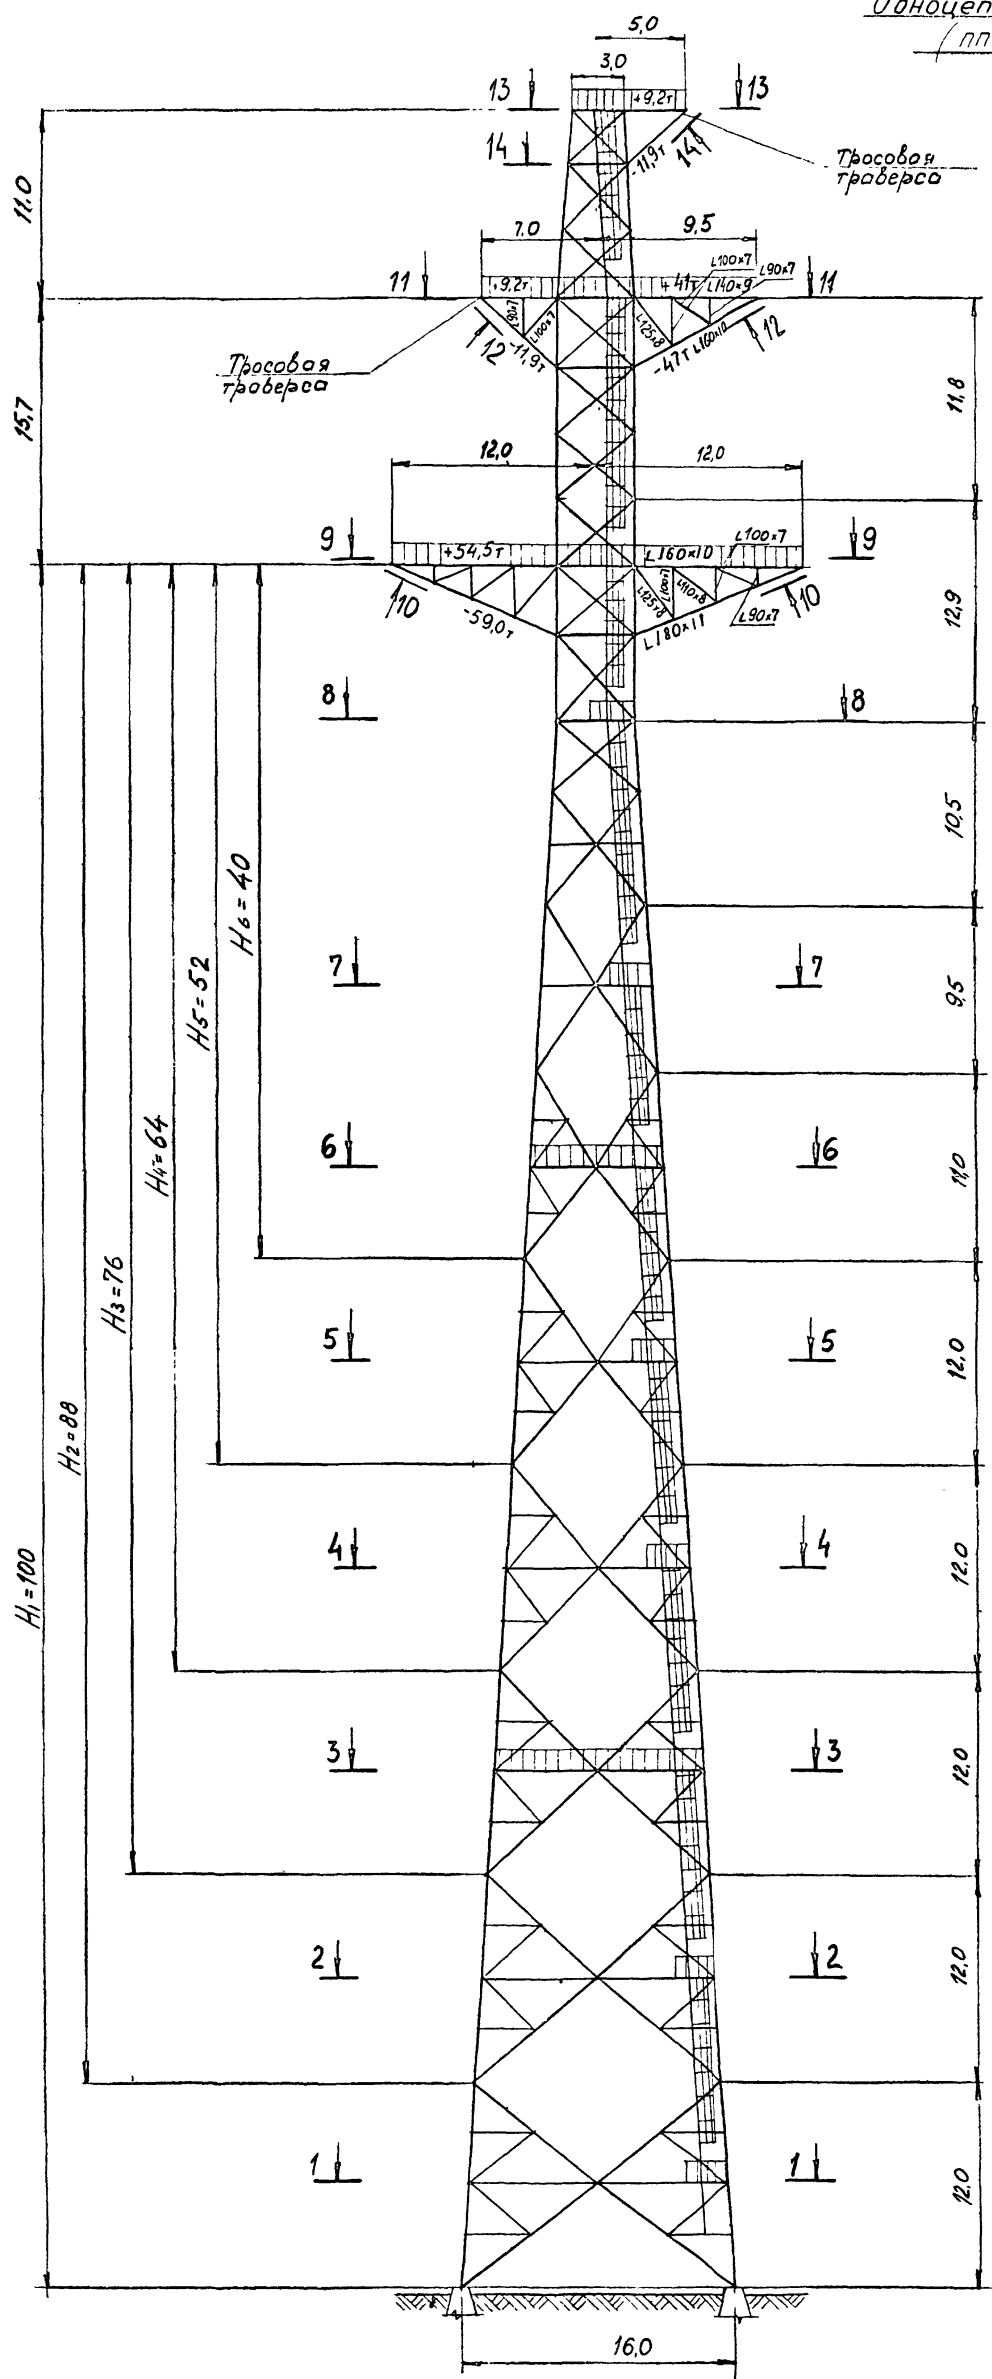 Одноцеп
(пп
5,0
3,0
13
+9,2т
13
14
-11,9т
14
Тросовая
траверса
11.0
7.0
9,5
L100×7
L90×7
11
+9,2т
+41т
L140×9
11
L90×7
L100×7
L125×8
12
-11,9т
-47т
L160×10
12
Тросовая
траверса
15,7
11,8
12,0
12,0
9
+54,5т
L160×10
L100×7
9
10
-59,0т
L125×8
L100×7
L110×8
L90×7
10
L180×11
12,9
8
8
10,5
H6=40
7
7
9,5
H5=52
H4=64
6
6
11,0
H3=76
5
5
12,0
H2=88
4
4
12.0
H1=100
3
3
12,0
2
2
12,0
1
1
12,0
16,0